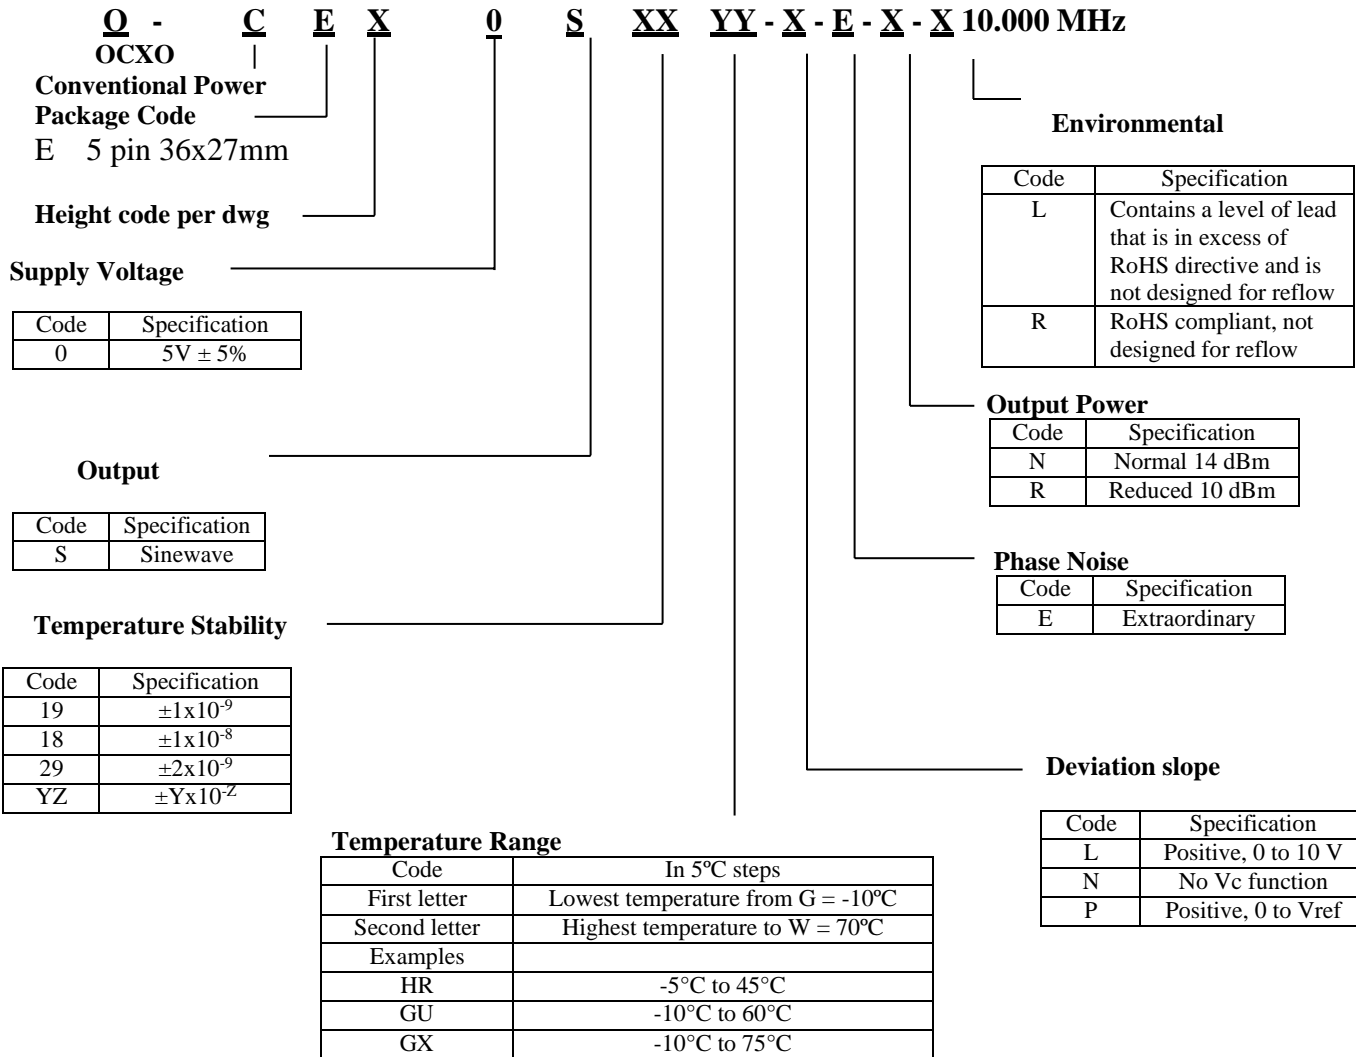 O - C E X 0 S XX YY - X - E - X - X 10.000 MHz
OCXO
Conventional Power
Package Code
E 5 pin 36x27mm
Height code per dwg
Supply Voltage
Code Specification
0 5V ± 5%
Output
Code Specification
S Sinewave
Temperature Stability
Code Specification
19 ±1x10⁻⁹
18 ±1x10⁻⁸
29 ±2x10⁻⁹
YZ ±Yx10⁻ᶻ
Temperature Range
Code In 5ºC steps
First letter Lowest temperature from G = -10ºC
Second letter Highest temperature to W = 70ºC
Examples
HR -5°C to 45°C
GU -10°C to 60°C
GX -10°C to 75°C
Environmental
Code Specification
L Contains a level of lead
that is in excess of
RoHS directive and is
not designed for reflow
R RoHS compliant, not
designed for reflow
Output Power
Code Specification
N Normal 14 dBm
R Reduced 10 dBm
Phase Noise
Code Specification
E Extraordinary
Deviation slope
Code Specification
L Positive, 0 to 10 V
N No Vc function
P Positive, 0 to Vref